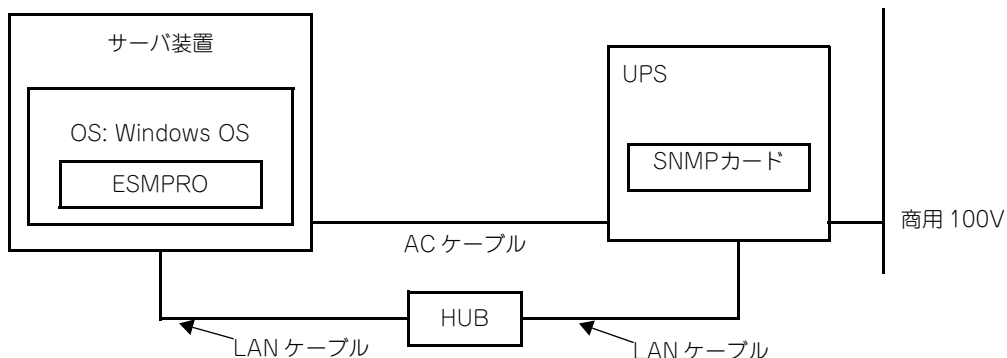 サーバ装置
OS: Windows OS
ESMPRO
UPS
SNMPカード
AC ケーブル
商用 100V
HUB
LAN ケーブル
LAN ケーブル